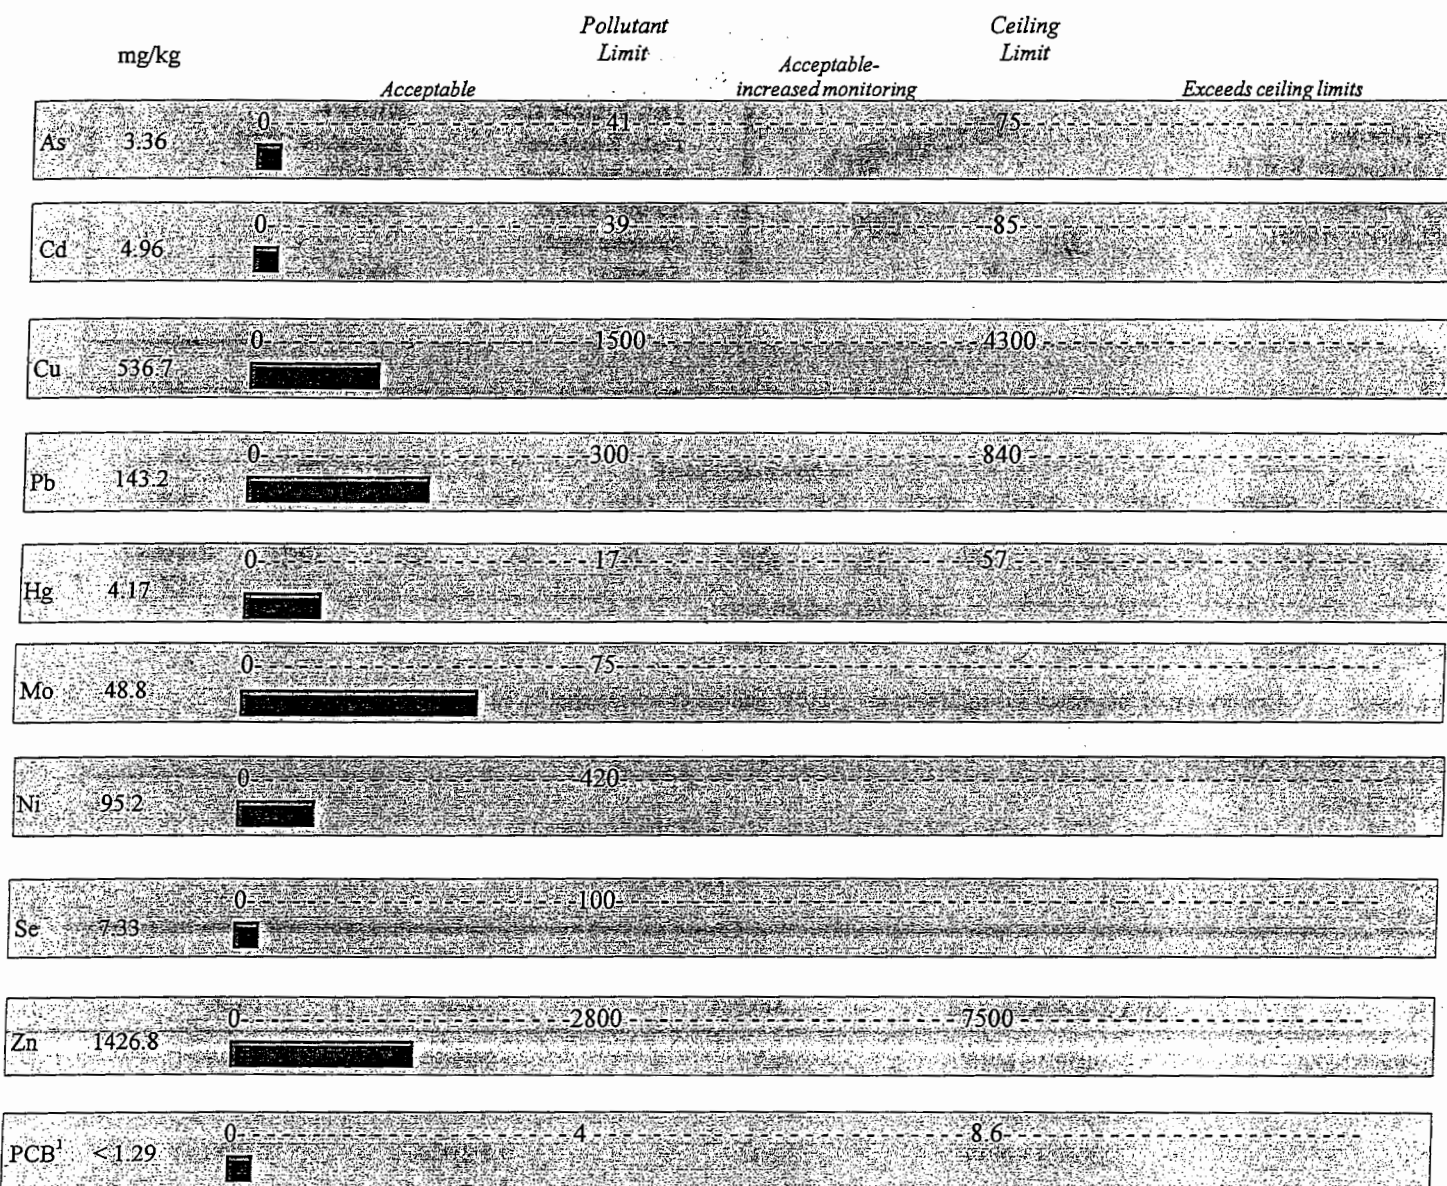 mg/kg
Pollutant
Limit
Ceiling
Limit
Acceptable
Acceptable-
increased monitoring
Exceeds ceiling limits
As 3.36 0 41 75
Cd 4.96 0 39 85
Cu 536.7 0 1500 4300
Pb 143.2 0 300 840
Hg 4.17 0 17 57
Mo 48.8 0 75
Ni 95.2 0 420
Se 7.33 0 100
Zn 1426.8 0 2800 7500
PCB¹ <1.29 0 4 8.6